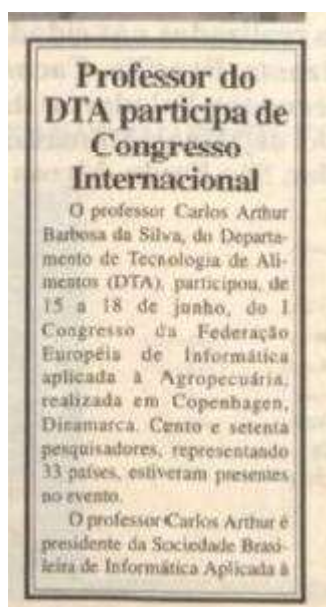 Professor do
DTA participa de
Congresso
Internacional
O professor Carlos Arthur
Barbosa da Silva, do Departa-
mento de Tecnologia de Ali-
mentos (DTA), participou, de
15 a 18 de junho, do I
Congresso da Federação
Européia de Informática
aplicada à Agropecuária,
realizada em Copenhagen,
Dinamarca. Cento e setenta
pesquisadores, representando
33 países, estiveram presentes
no evento.
O professor Carlos Arthur é
presidente da Sociedade Brasi-
leira de Informática Aplicada à